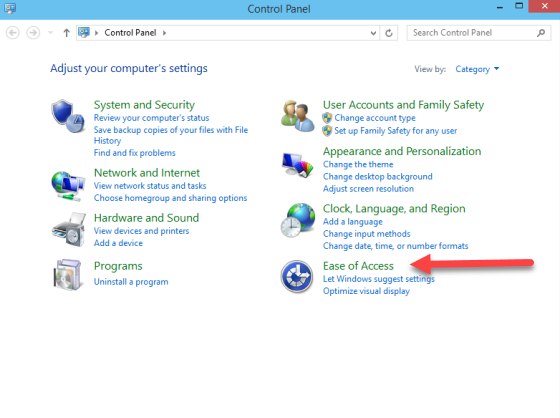 Control Panel
Control Panel
Search Control Panel
Adjust your computer's settings
View by: Category
System and Security
Review your computer's status
Save backup copies of your files with File
History
Find and fix problems
Network and Internet
View network status and tasks
Choose homegroup and sharing options
Hardware and Sound
View devices and printers
Add a device
Programs
Uninstall a program
User Accounts and Family Safety
Change account type
Set up Family Safety for any user
Appearance and Personalization
Change the theme
Change desktop background
Adjust screen resolution
Clock, Language, and Region
Add a language
Change input methods
Change date, time, or number formats
Ease of Access
Let Windows suggest settings
Optimize visual display